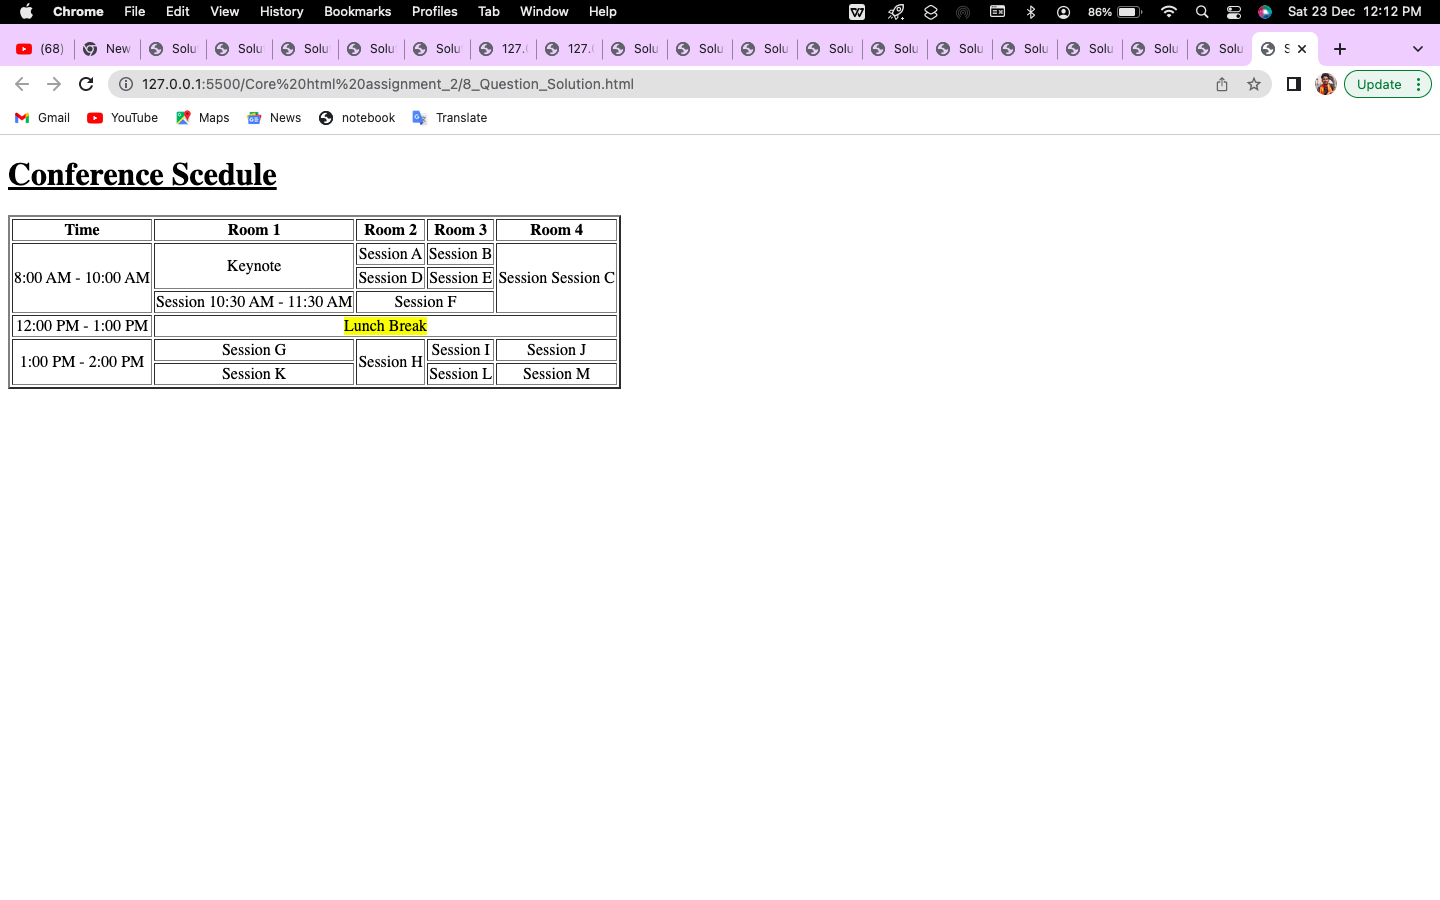 Chrome File Edit View History Bookmarks Profiles Tab Window Help 86% Sat 23 Dec 12:12 PM
(68) New Solu Solu Solu Solu Solu 127. 127. Solu Solu Solu Solu Solu Solu Solu Solu Solu Solu S
127.0.0.1:5500/Core%20html%20assignment_2/8_Question_Solution.html Update
Gmail YouTube Maps News notebook Translate
Conference Scedule
Time Room 1 Room 2 Room 3 Room 4
8:00 AM - 10:00 AM Keynote Session A Session B Session Session C
Session D Session E
Session 10:30 AM - 11:30 AM Session F
12:00 PM - 1:00 PM Lunch Break
1:00 PM - 2:00 PM Session G Session H Session I Session J
Session K Session L Session M